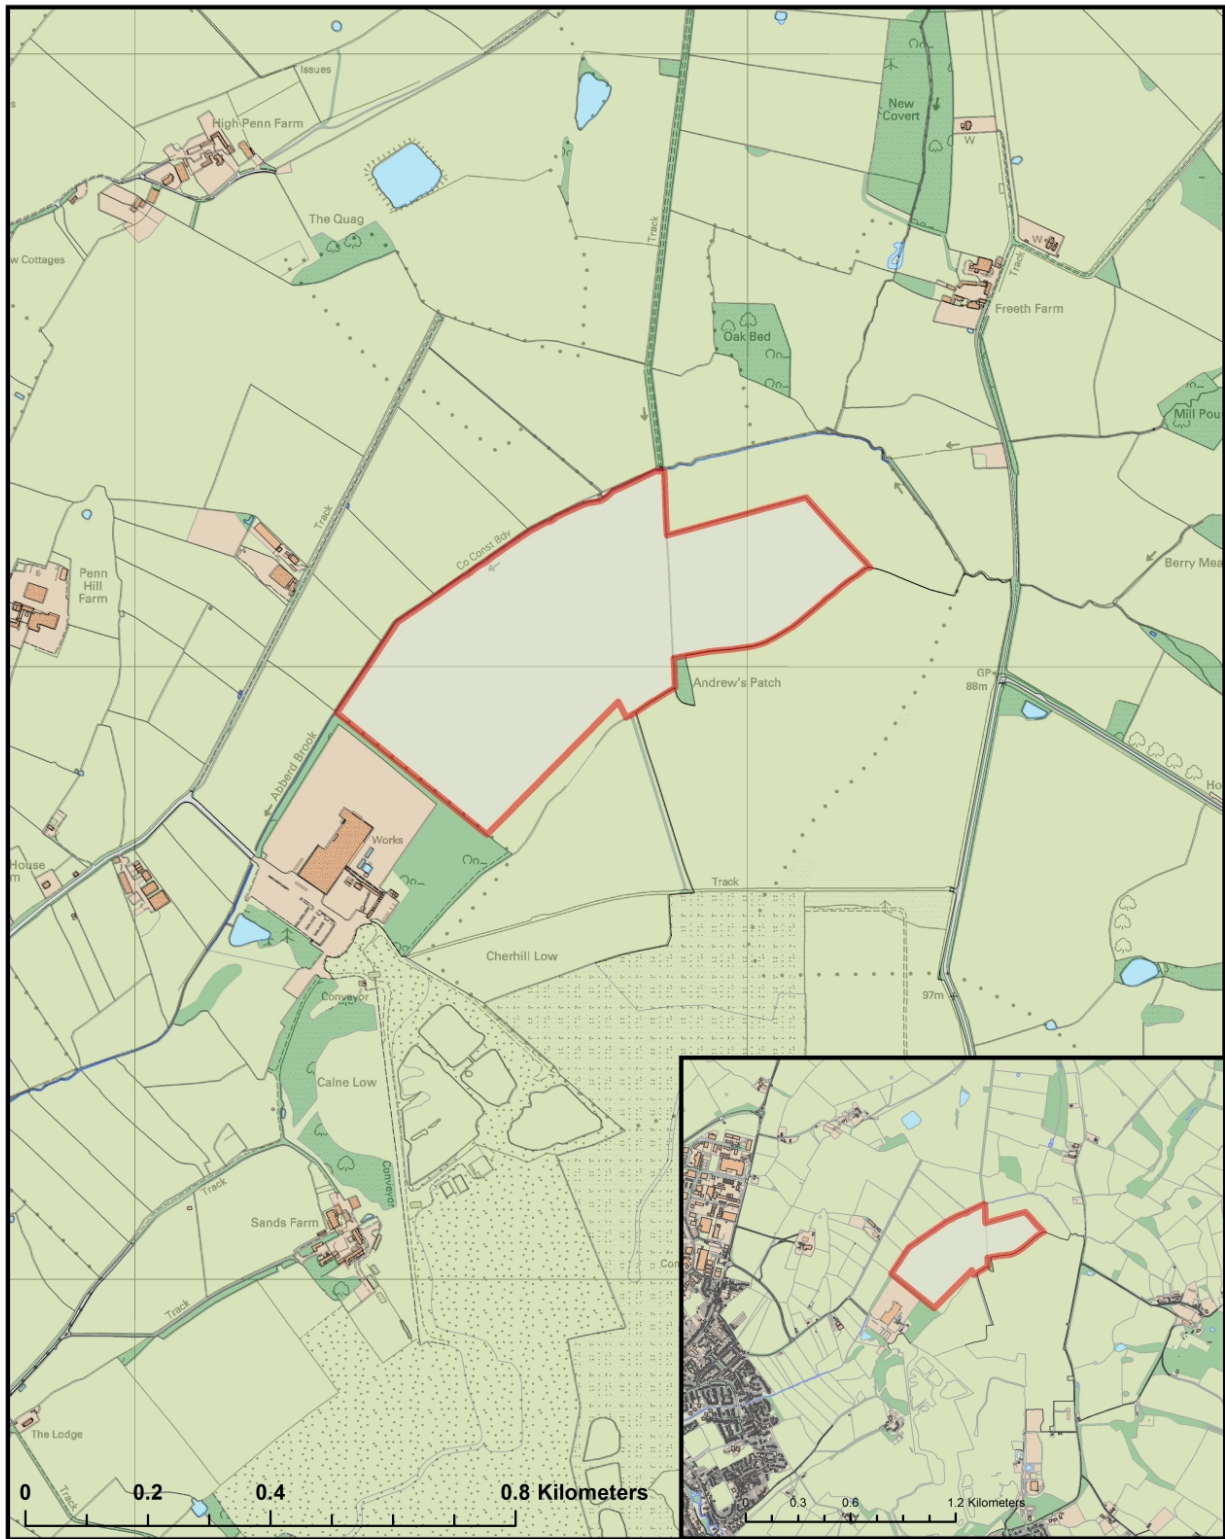 Issues
s
High Penn Farm
New
Covert
W
The Quag
Track
W
Track
w Cottages
Freeth Farm
Oak Bed
Mill Pou
Track
Co Const Bdy
Penn
Hill
Farm
Berry Mea
GP
88m
Andrew's Patch
Abberd Brook
Ho
Works
House
m
Track
Cherhill Low
Conveyor
97m
Calne Low
Conveyor
Track
Sands Farm
Con
Track
The Lodge
Track
0 0.2 0.4 0.8 Kilometers
0 0.3 0.6 1.2 Kilometers